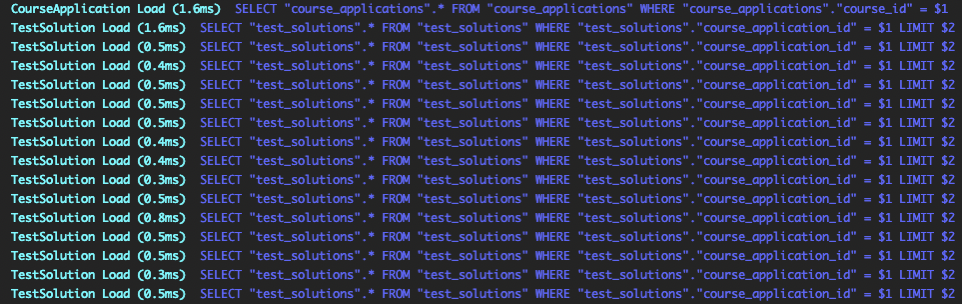 CourseApplication Load (1.6ms)  SELECT "course_applications".* FROM "course_applications" WHERE "course_applications"."course_id" = $1
TestSolution Load (1.6ms)  SELECT "test_solutions".* FROM "test_solutions" WHERE "test_solutions"."course_application_id" = $1 LIMIT $2
TestSolution Load (0.5ms)  SELECT "test_solutions".* FROM "test_solutions" WHERE "test_solutions"."course_application_id" = $1 LIMIT $2
TestSolution Load (0.4ms)  SELECT "test_solutions".* FROM "test_solutions" WHERE "test_solutions"."course_application_id" = $1 LIMIT $2
TestSolution Load (0.5ms)  SELECT "test_solutions".* FROM "test_solutions" WHERE "test_solutions"."course_application_id" = $1 LIMIT $2
TestSolution Load (0.5ms)  SELECT "test_solutions".* FROM "test_solutions" WHERE "test_solutions"."course_application_id" = $1 LIMIT $2
TestSolution Load (0.5ms)  SELECT "test_solutions".* FROM "test_solutions" WHERE "test_solutions"."course_application_id" = $1 LIMIT $2
TestSolution Load (0.4ms)  SELECT "test_solutions".* FROM "test_solutions" WHERE "test_solutions"."course_application_id" = $1 LIMIT $2
TestSolution Load (0.4ms)  SELECT "test_solutions".* FROM "test_solutions" WHERE "test_solutions"."course_application_id" = $1 LIMIT $2
TestSolution Load (0.3ms)  SELECT "test_solutions".* FROM "test_solutions" WHERE "test_solutions"."course_application_id" = $1 LIMIT $2
TestSolution Load (0.5ms)  SELECT "test_solutions".* FROM "test_solutions" WHERE "test_solutions"."course_application_id" = $1 LIMIT $2
TestSolution Load (0.8ms)  SELECT "test_solutions".* FROM "test_solutions" WHERE "test_solutions"."course_application_id" = $1 LIMIT $2
TestSolution Load (0.5ms)  SELECT "test_solutions".* FROM "test_solutions" WHERE "test_solutions"."course_application_id" = $1 LIMIT $2
TestSolution Load (0.5ms)  SELECT "test_solutions".* FROM "test_solutions" WHERE "test_solutions"."course_application_id" = $1 LIMIT $2
TestSolution Load (0.3ms)  SELECT "test_solutions".* FROM "test_solutions" WHERE "test_solutions"."course_application_id" = $1 LIMIT $2
TestSolution Load (0.5ms)  SELECT "test_solutions".* FROM "test_solutions" WHERE "test_solutions"."course_application_id" = $1 LIMIT $2